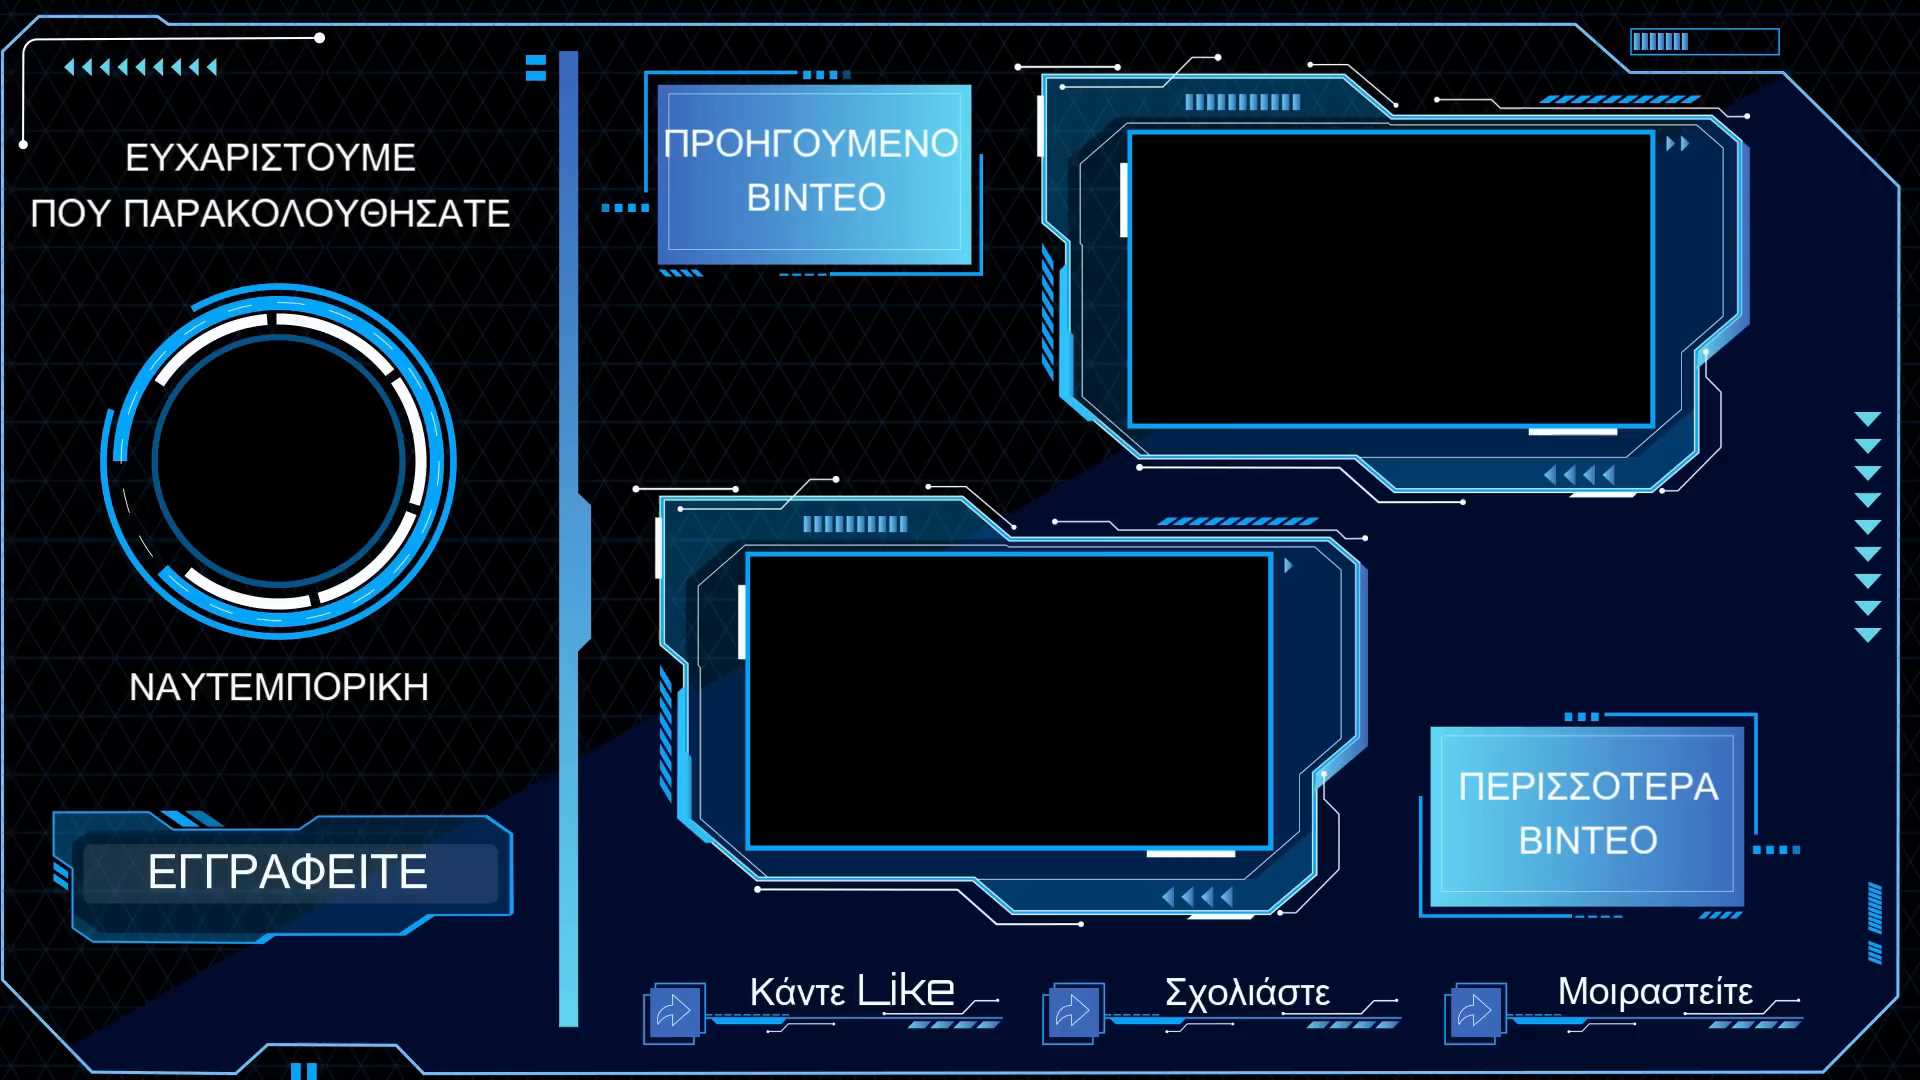 ΕΥΧΑΡΙΣΤΟΥΜΕ
ΠΟΥ ΠΑΡΑΚΟΛΟΥΘΗΣΑΤΕ
ΝΑΥΤΕΜΠΟΡΙΚΗ
ΕΓΓΡΑΦΕΙΤΕ
ΠΡΟΗΓΟΥΜΕΝΟ
ΒΙΝΤΕΟ
ΠΕΡΙΣΣΟΤΕΡΑ
ΒΙΝΤΕΟ
Κάντε Like
Σχολιάστε
Μοιραστείτε